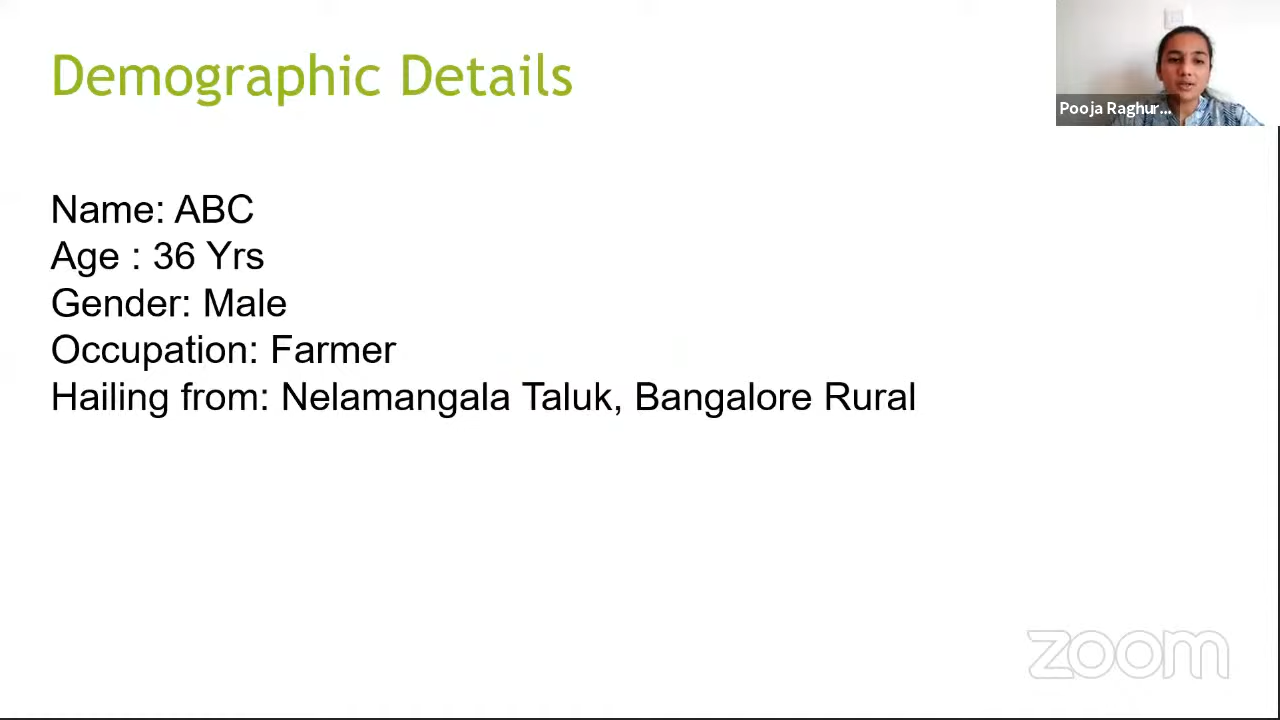 Demographic Details
Pooja Raghur...
Name: ABC
Age : 36 Yrs
Gender: Male
Occupation: Farmer
Hailing from: Nelamangala Taluk, Bangalore Rural
zoom